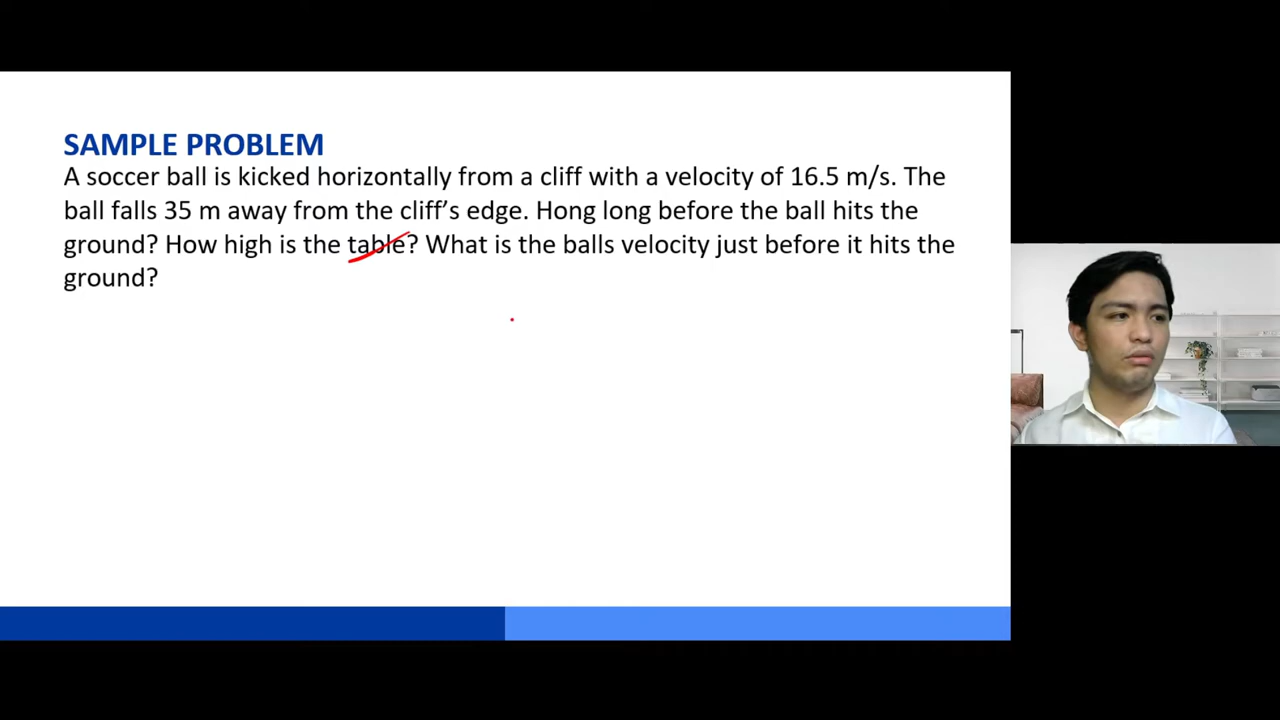 SAMPLE PROBLEM
A soccer ball is kicked horizontally from a cliff with a velocity of 16.5 m/s. The
ball falls 35 m away from the cliff’s edge. Hong long before the ball hits the
ground? How high is the table? What is the balls velocity just before it hits the
ground?